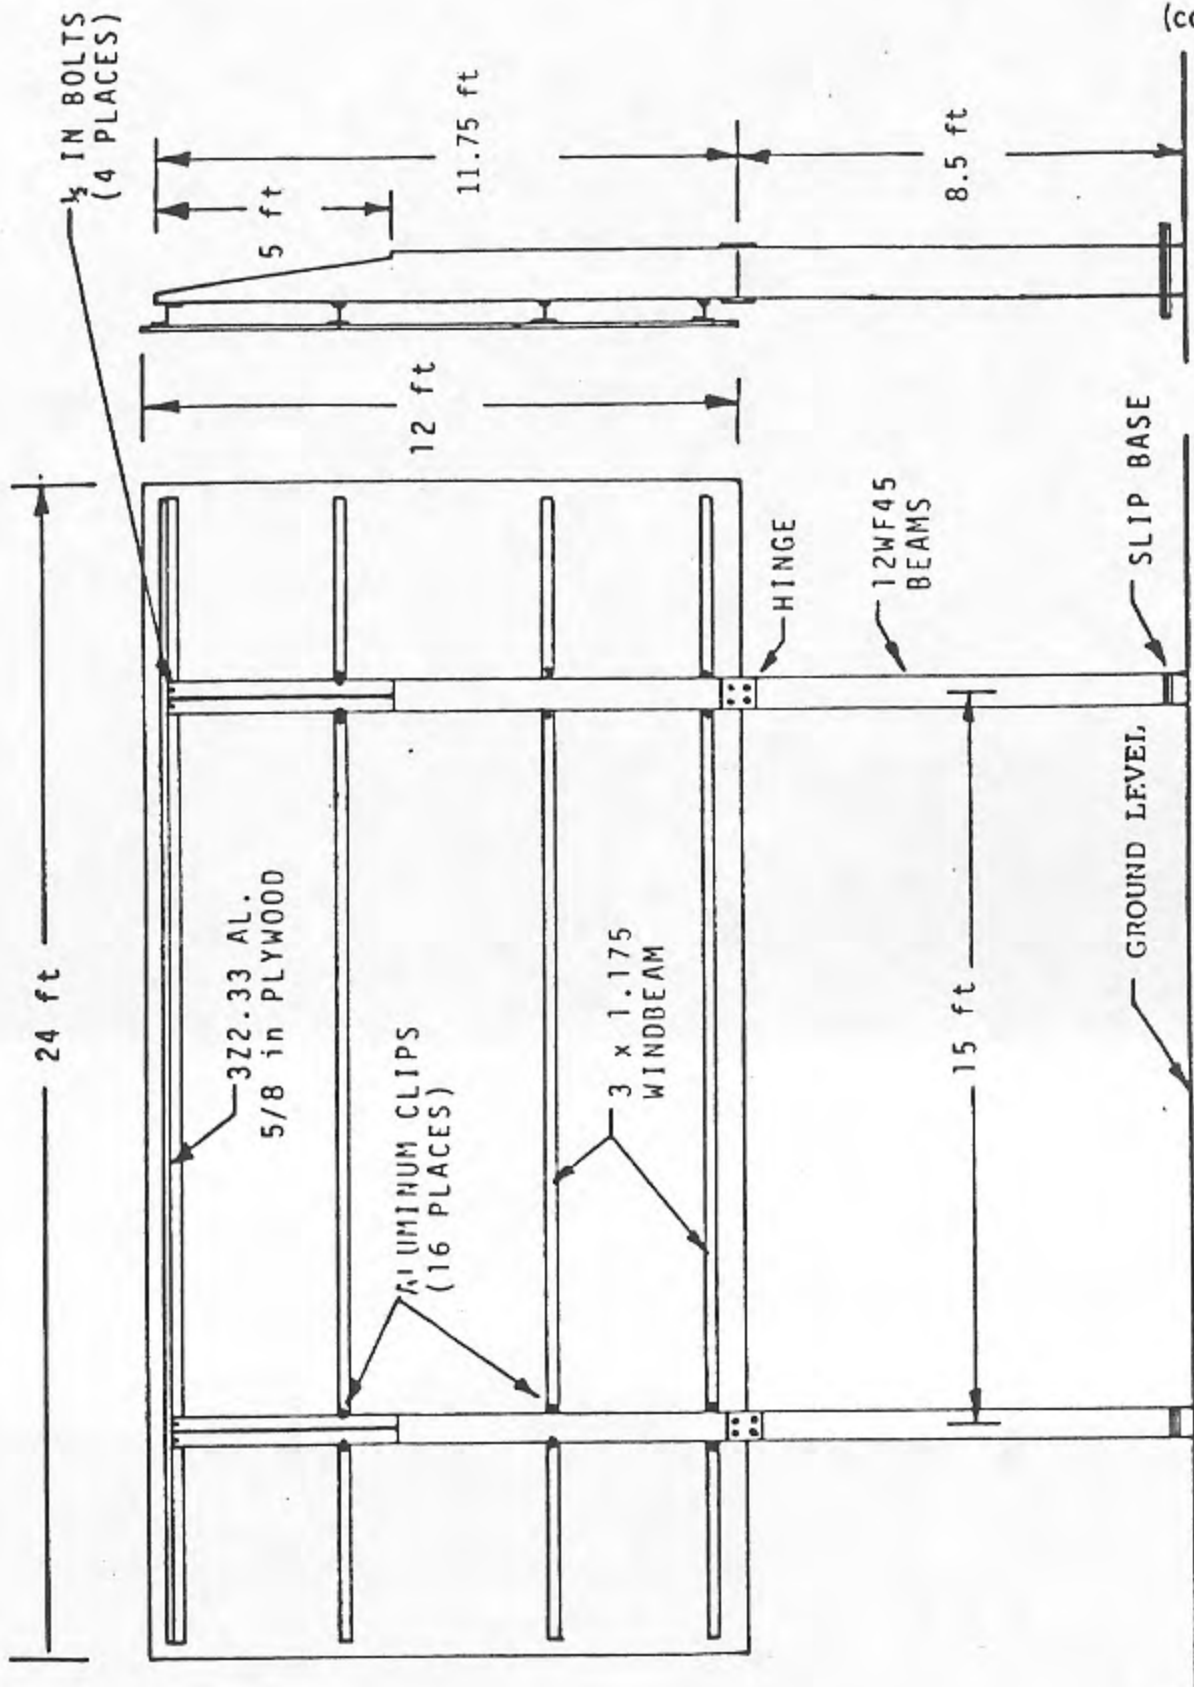 ½ IN BOLTS
(4 PLACES)
24 ft
5 ft
11.75 ft
8.5 ft
12 ft
3Z2.33 AL.
5/8 in PLYWOOD
ALUMINUM CLIPS
(16 PLACES)
3 x 1.175
WINDBEAM
HINGE
12WF45
BEAMS
15 ft
SLIP BASE
GROUND LEVEL